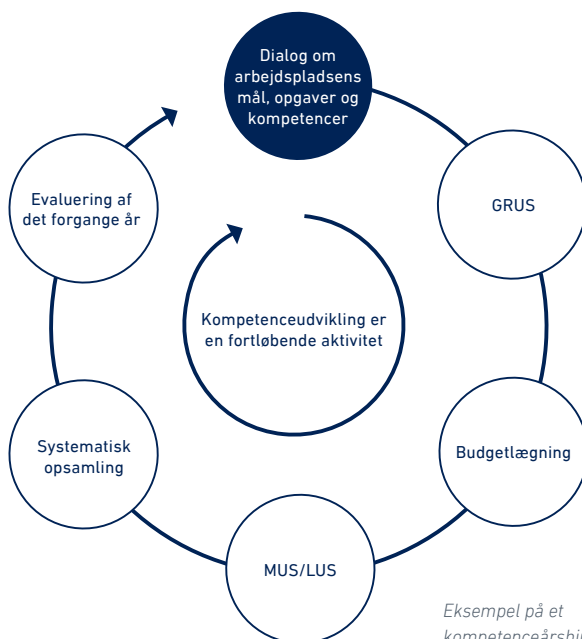 Dialog om
arbejdspladsens
mål, opgaver og
kompetencer
GRUS
Budgetlægning
MUS/LUS
Systematisk
opsamling
Evaluering af
det forgange år
Kompetenceudvikling er
en fortløbende aktivitet
Eksempel på et